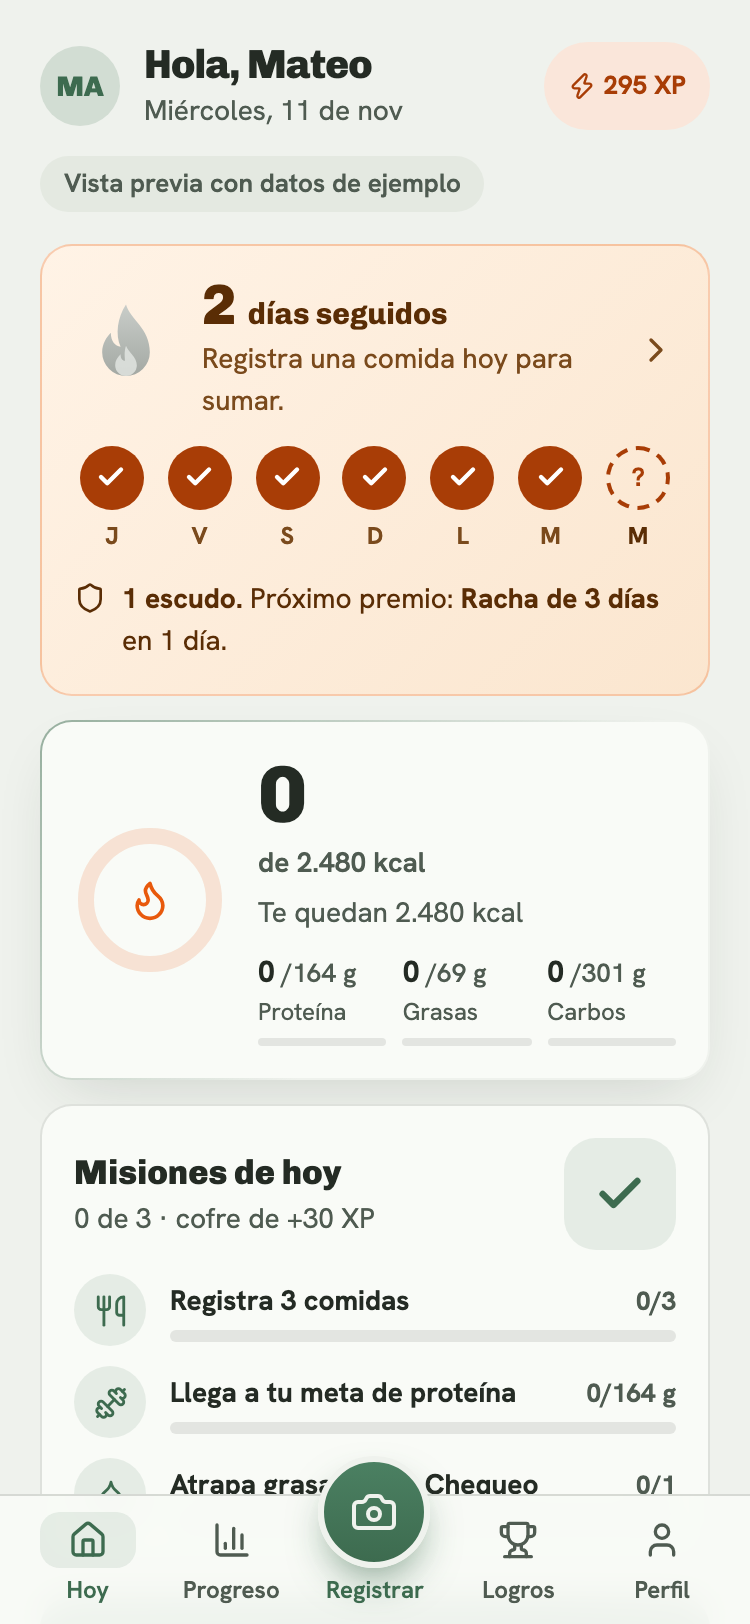 MA
Hola, Mateo
Miércoles, 11 de nov
295 XP
Vista previa con datos de ejemplo
2 días seguidos
Registra una comida hoy para
sumar.
?
J V S D L M M
1 escudo. Próximo premio: Racha de 3 días
en 1 día.
0
de 2.480 kcal
Te quedan 2.480 kcal
0 /164 g 0 /69 g 0 /301 g
Proteína Grasas Carbos
Misiones de hoy
0 de 3 · cofre de +30 XP
Registra 3 comidas 0/3
Llega a tu meta de proteína 0/164 g
Atrapa Chequeo 0/1
Hoy Progreso Registrar Logros Perfil